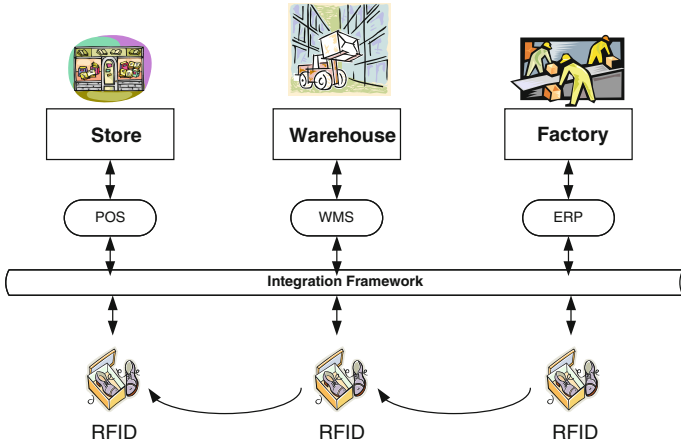 Store
Warehouse
Factory
POS
WMS
ERP
Integration Framework
RFID
RFID
RFID